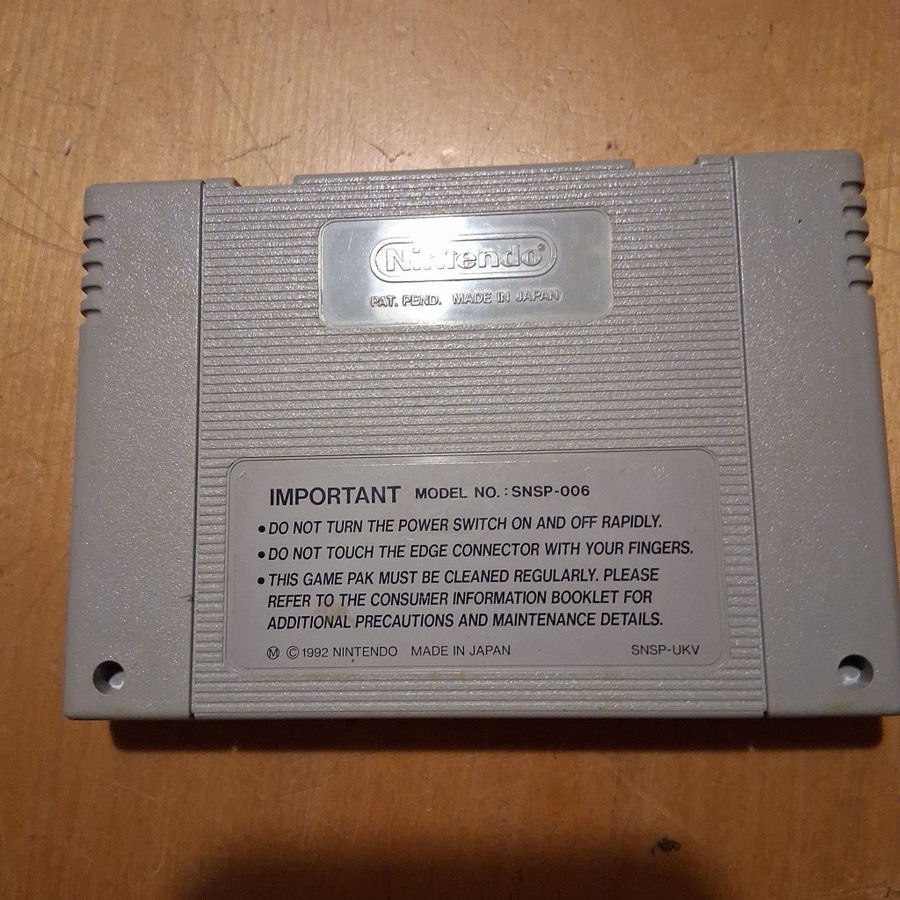 Nintendo®
PAT. PEND. MADE IN JAPAN
IMPORTANT MODEL NO.: SNSP-006
• DO NOT TURN THE POWER SWITCH ON AND OFF RAPIDLY.
• DO NOT TOUCH THE EDGE CONNECTOR WITH YOUR FINGERS.
• THIS GAME PAK MUST BE CLEANED REGULARLY. PLEASE
REFER TO THE CONSUMER INFORMATION BOOKLET FOR
ADDITIONAL PRECAUTIONS AND MAINTENANCE DETAILS.
Ⓜ ©1992 NINTENDO MADE IN JAPAN SNSP-UKV